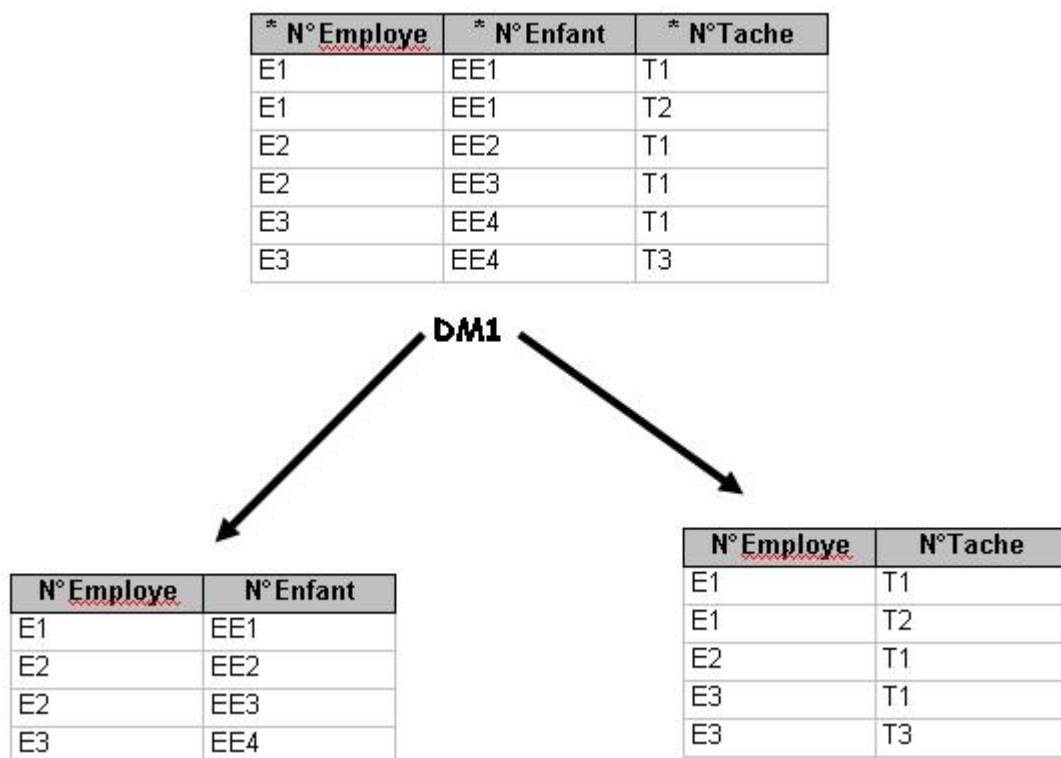 * N°Employe * N°Enfant * N°Tache
E1 EE1 T1
E1 EE1 T2
E2 EE2 T1
E2 EE3 T1
E3 EE4 T1
E3 EE4 T3
DM1
N°Employe N°Enfant
E1 EE1
E2 EE2
E2 EE3
E3 EE4
N°Employe N°Tache
E1 T1
E1 T2
E2 T1
E3 T1
E3 T3